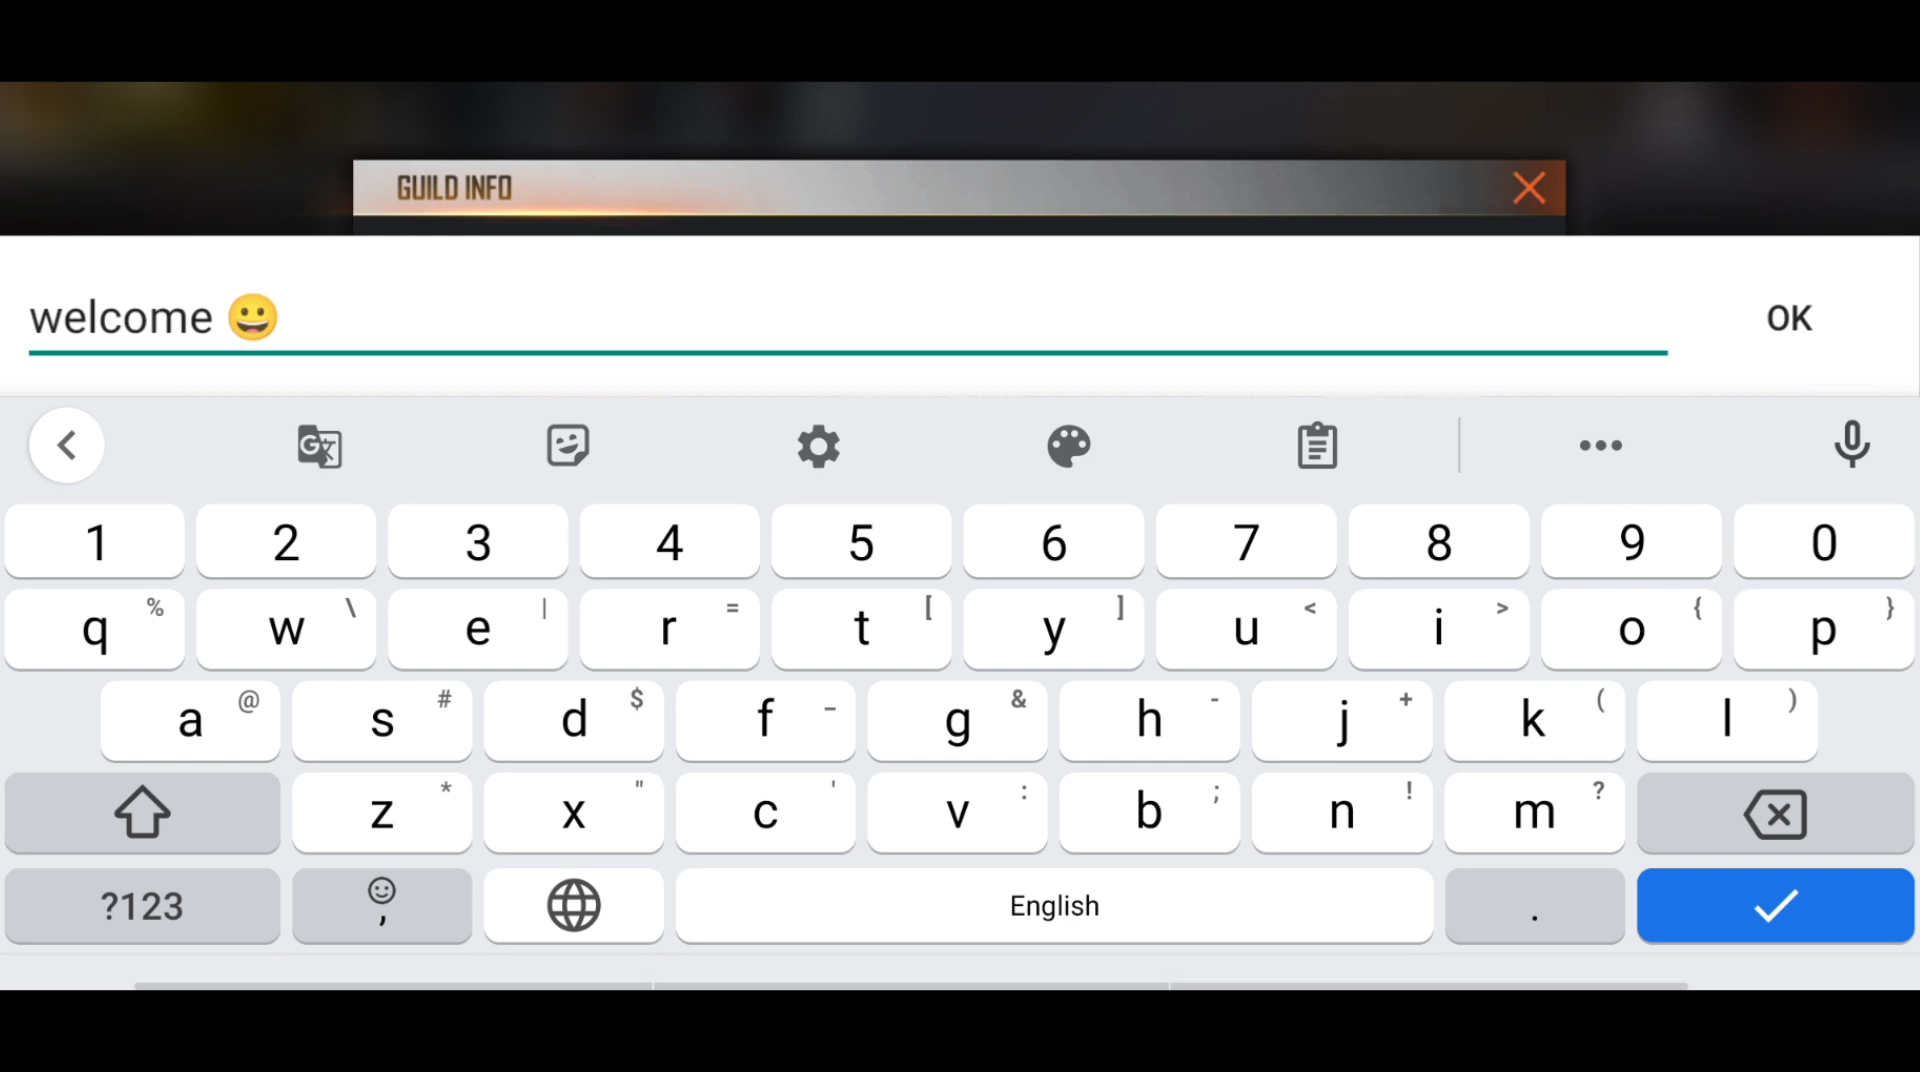 GUILD INFO
welcome 😀
OK
1 2 3 4 5 6 7 8 9 0
q % w \ e | r = t [ y ] u < i > o { p }
a @ s # d $ f _ g & h - j + k ( l )
z * x " c ' v : b ; n ! m ?
?123 , English .